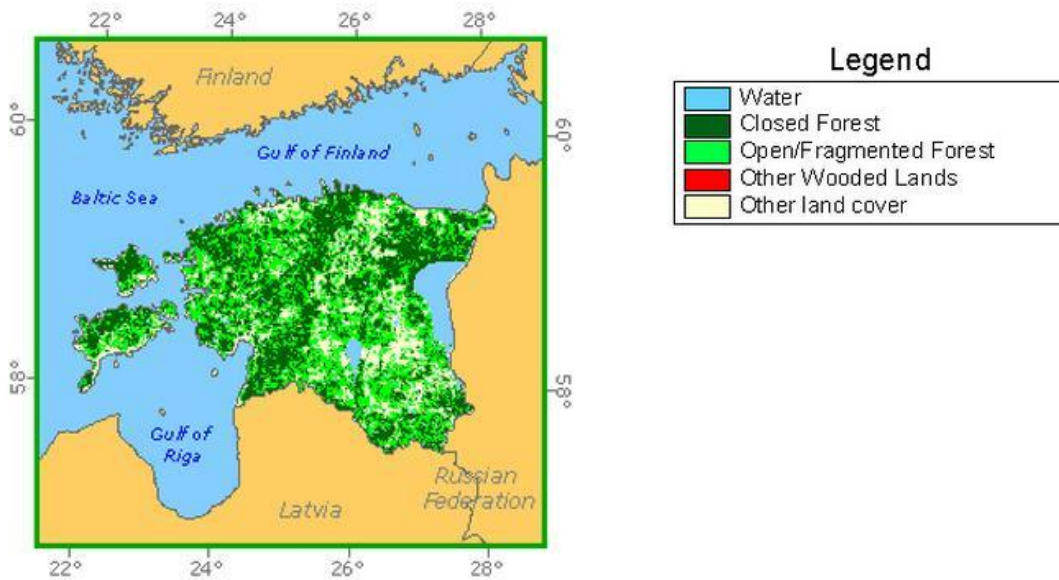 22° 24° 26° 28°
Finland
60°
60°
Gulf of Finland
Baltic Sea
58°
58°
Gulf of
Riga
Russian
Federation
Latvia
22° 24° 26° 28°
Legend
Water
Closed Forest
Open/Fragmented Forest
Other Wooded Lands
Other land cover